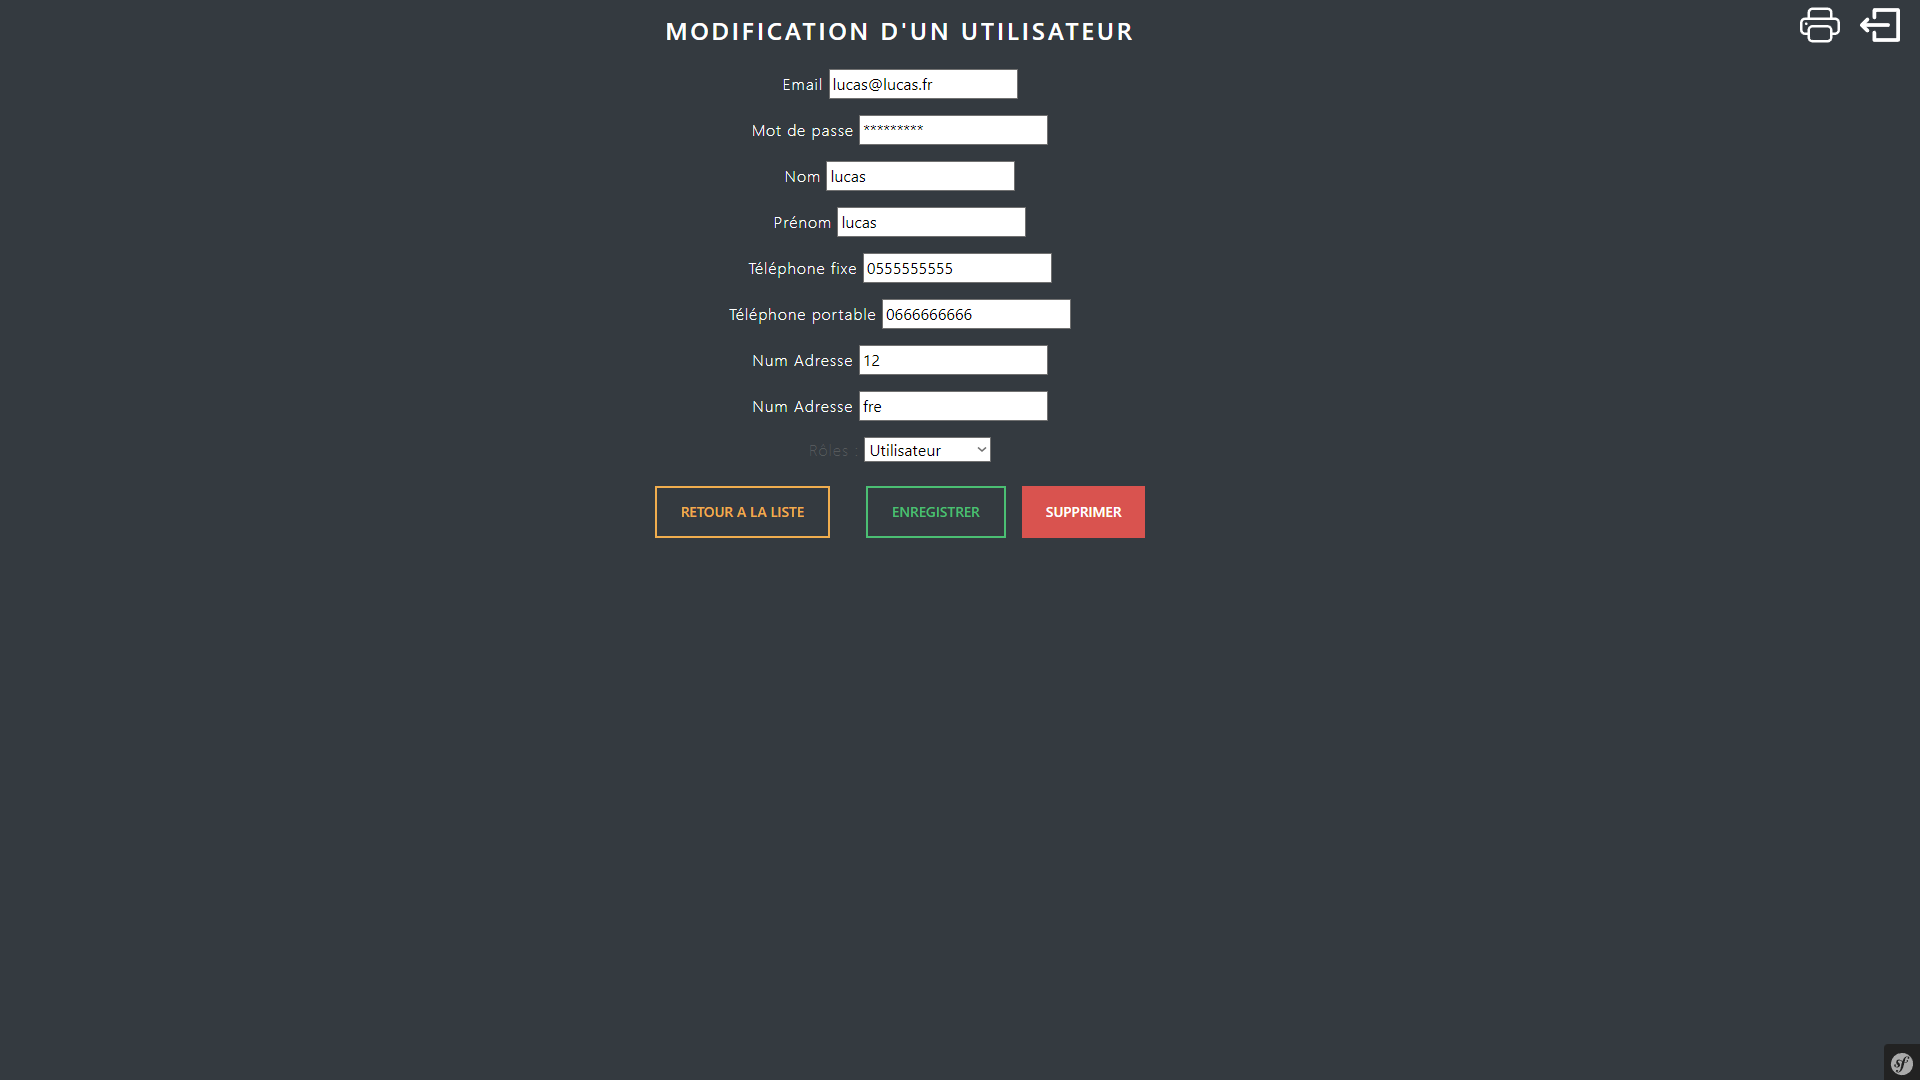 MODIFICATION D'UN UTILISATEUR
Email lucas@lucas.fr
Mot de passe *********
Nom lucas
Prénom lucas
Téléphone fixe 0555555555
Téléphone portable 0666666666
Num Adresse 12
Num Adresse fre
Rôles : Utilisateur
RETOUR A LA LISTE ENREGISTRER SUPPRIMER
sf